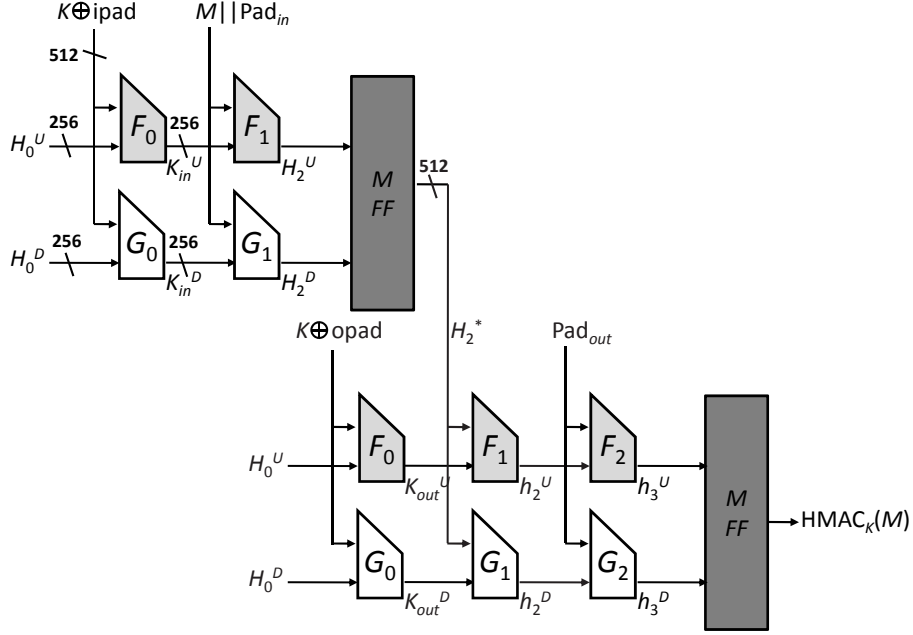 K⊕ipad
M||Pad_in
512
256
H_0^U
F_0
256
K_in^U
F_1
H_2^U
M
FF
512
256
H_0^D
G_0
256
K_in^D
G_1
H_2^D
K⊕opad
H_2^*
Pad_out
H_0^U
F_0
K_out^U
F_1
h_2^U
F_2
h_3^U
M
FF
HMAC_K(M)
H_0^D
G_0
K_out^D
G_1
h_2^D
G_2
h_3^D